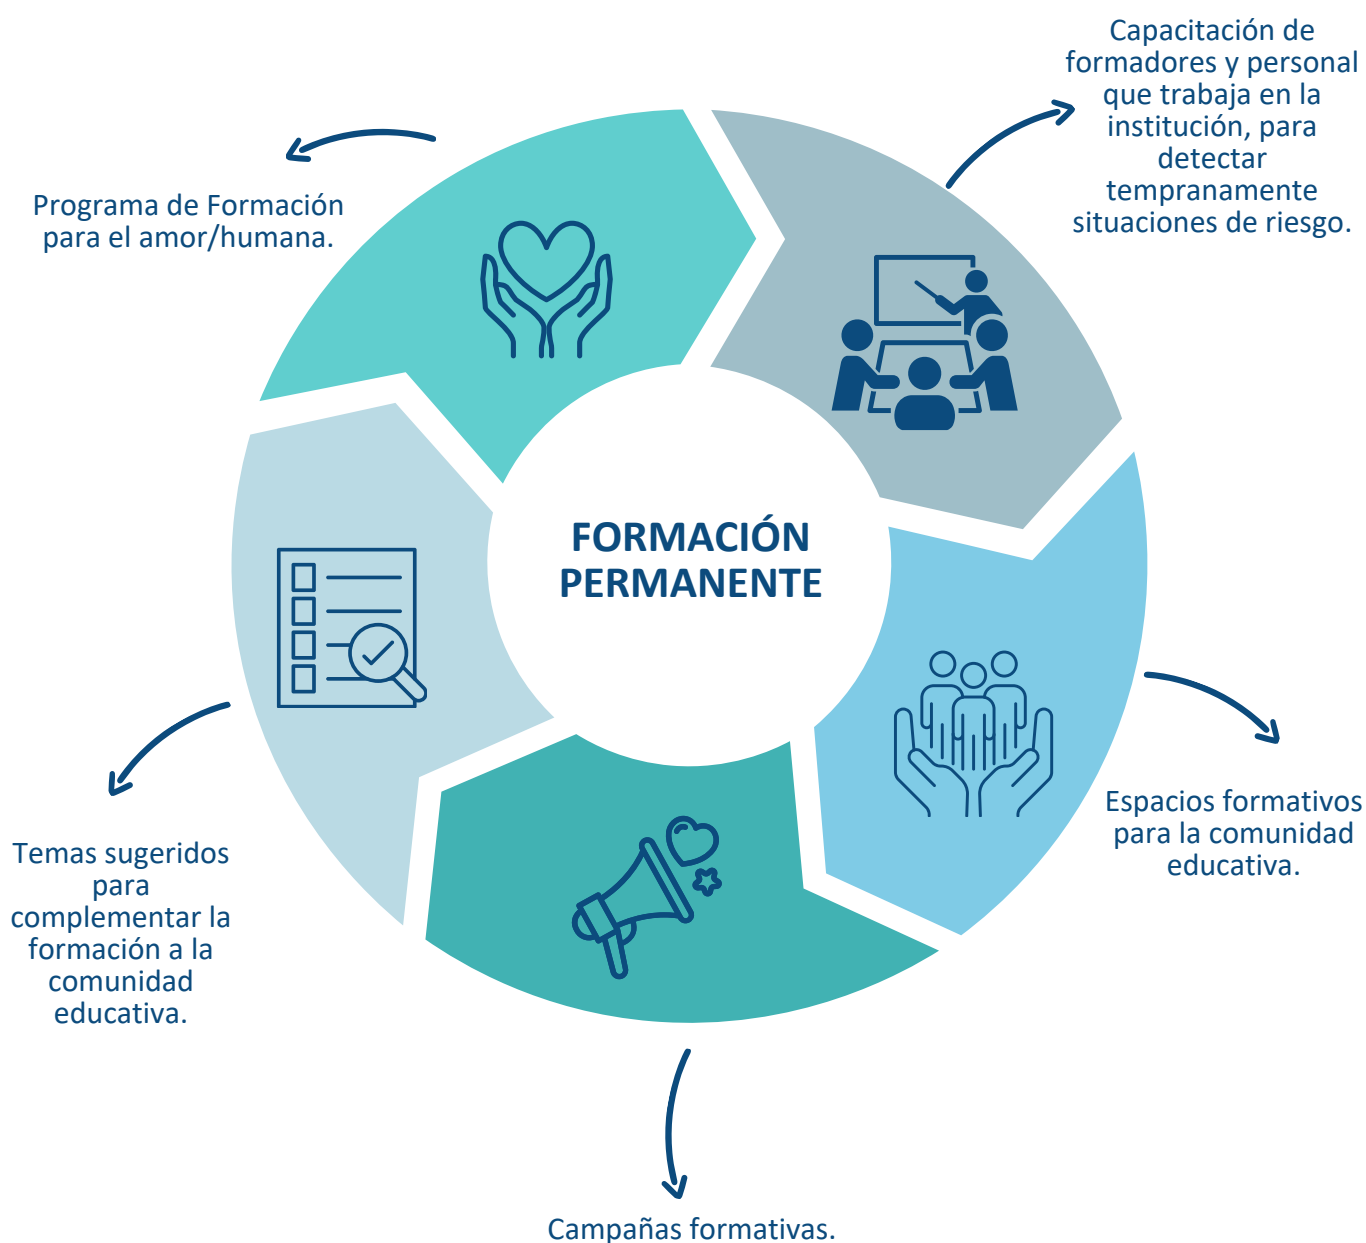 Capacitación de
formadores y personal
que trabaja en la
institución, para
detectar
tempranamente
situaciones de riesgo.
Programa de Formación
para el amor/humana.
FORMACIÓN
PERMANENTE
Espacios formativos
para la comunidad
educativa.
Temas sugeridos
para
complementar la
formación a la
comunidad
educativa.
Campañas formativas.